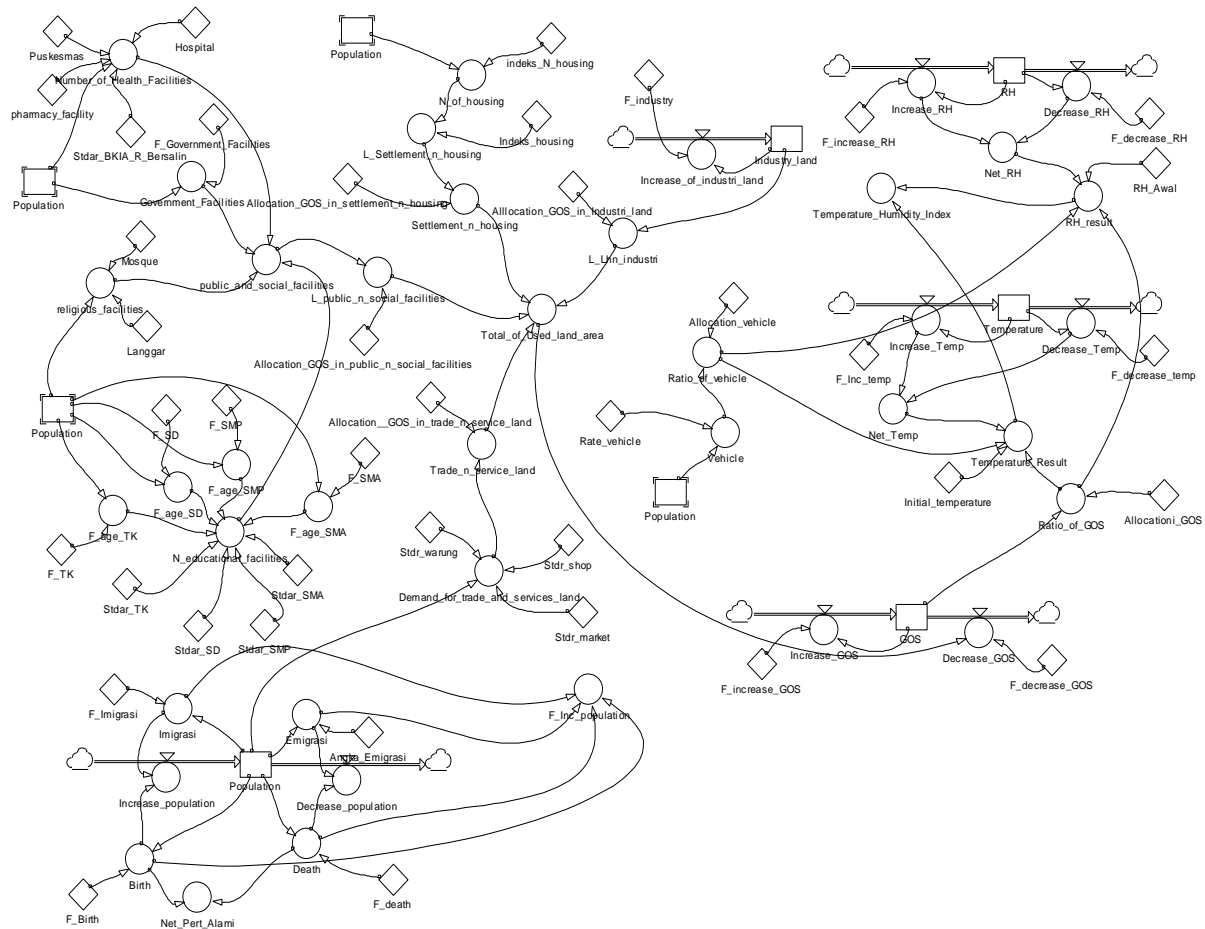 Puskesmas
Hospital
Number_of_Health_Facilities
pharmacy_facility
Stdar_BKIA_R_Bersalin
F_Government_Facilities
Population
Government_Facilities
Population
indeks_N_housing
N_of_housing
Indeks_housing
L_Settlement_n_housing
Allocation_GOS_in_settlement_n_housing
Settlement_n_housing
F_industry
Industry_land
Increase_of_industri_land
Alllocation_GOS_in_Industri_land
L_Lhn_industri
RH
Increase_RH
Decrease_RH
F_increase_RH
F_decrease_RH
Net_RH
RH_Awal
Temperature_Humidity_Index
RH_result
Mosque
religious_facilities
Langgar
public_and_social_facilities
L_public_n_social_facilities
Allocation_GOS_in_public_n_social_facilities
Total_of_Used_land_area
Allocation_vehicle
Ratio_of_vehicle
Rate_vehicle
Vehicle
Population
Temperature
Increase_Temp
Decrease_Temp
F_Inc_temp
F_decrease_temp
Net_Temp
Temperature_Result
Initial_temperature
Ratio_of_GOS
Allocationi_GOS
Population
F_SD
F_SMP
F_SMA
F_age_SMP
F_age_SD
F_age_SMA
F_age_TK
F_TK
N_educational_facilities
Stdar_TK
Stdar_SD
Stdar_SMP
Stdar_SMA
Allocation__GOS_in_trade_n_service_land
Trade_n_service_land
Stdr_warung
Stdr_shop
Demand_for_trade_and_services_land
Stdr_market
GOS
Increase_GOS
Decrease_GOS
F_increase_GOS
F_decrease_GOS
F_Imigrasi
Imigrasi
Emigrasi
Angka_Emigrasi
F_Inc_population
Population
Increase_population
Decrease_population
Birth
Death
F_Birth
F_death
Net_Pert_Alami